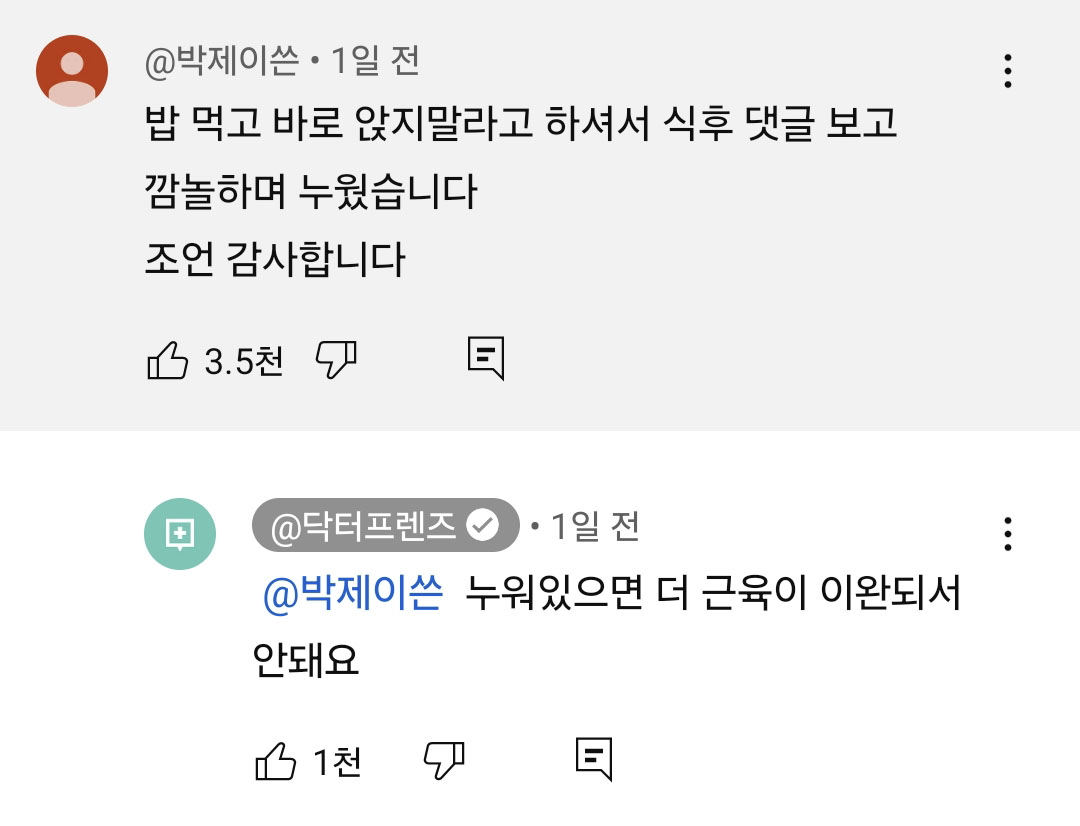 @박제이쓴 • 1일 전
밥 먹고 바로 앉지말라고 하셔서 식후 댓글 보고
깜놀하며 누웠습니다
조언 감사합니다
3.5천
@닥터프렌즈 • 1일 전
@박제이쓴 누워있으면 더 근육이 이완되서
안돼요
1천